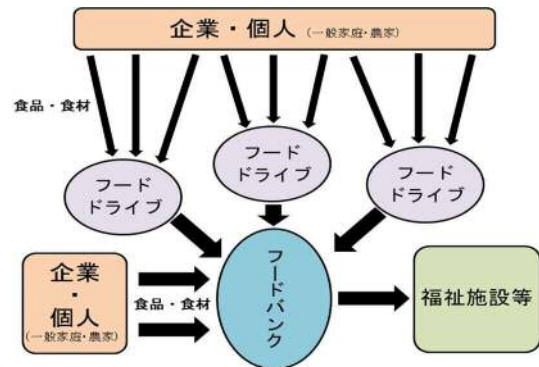 企業・個人（一般家庭・農家）
食品・食材
フード
ドライブ
フード
ドライブ
フード
ドライブ
企業
・
個人
（一般家庭・農家）
食品・食材
フードバンク
福祉施設等